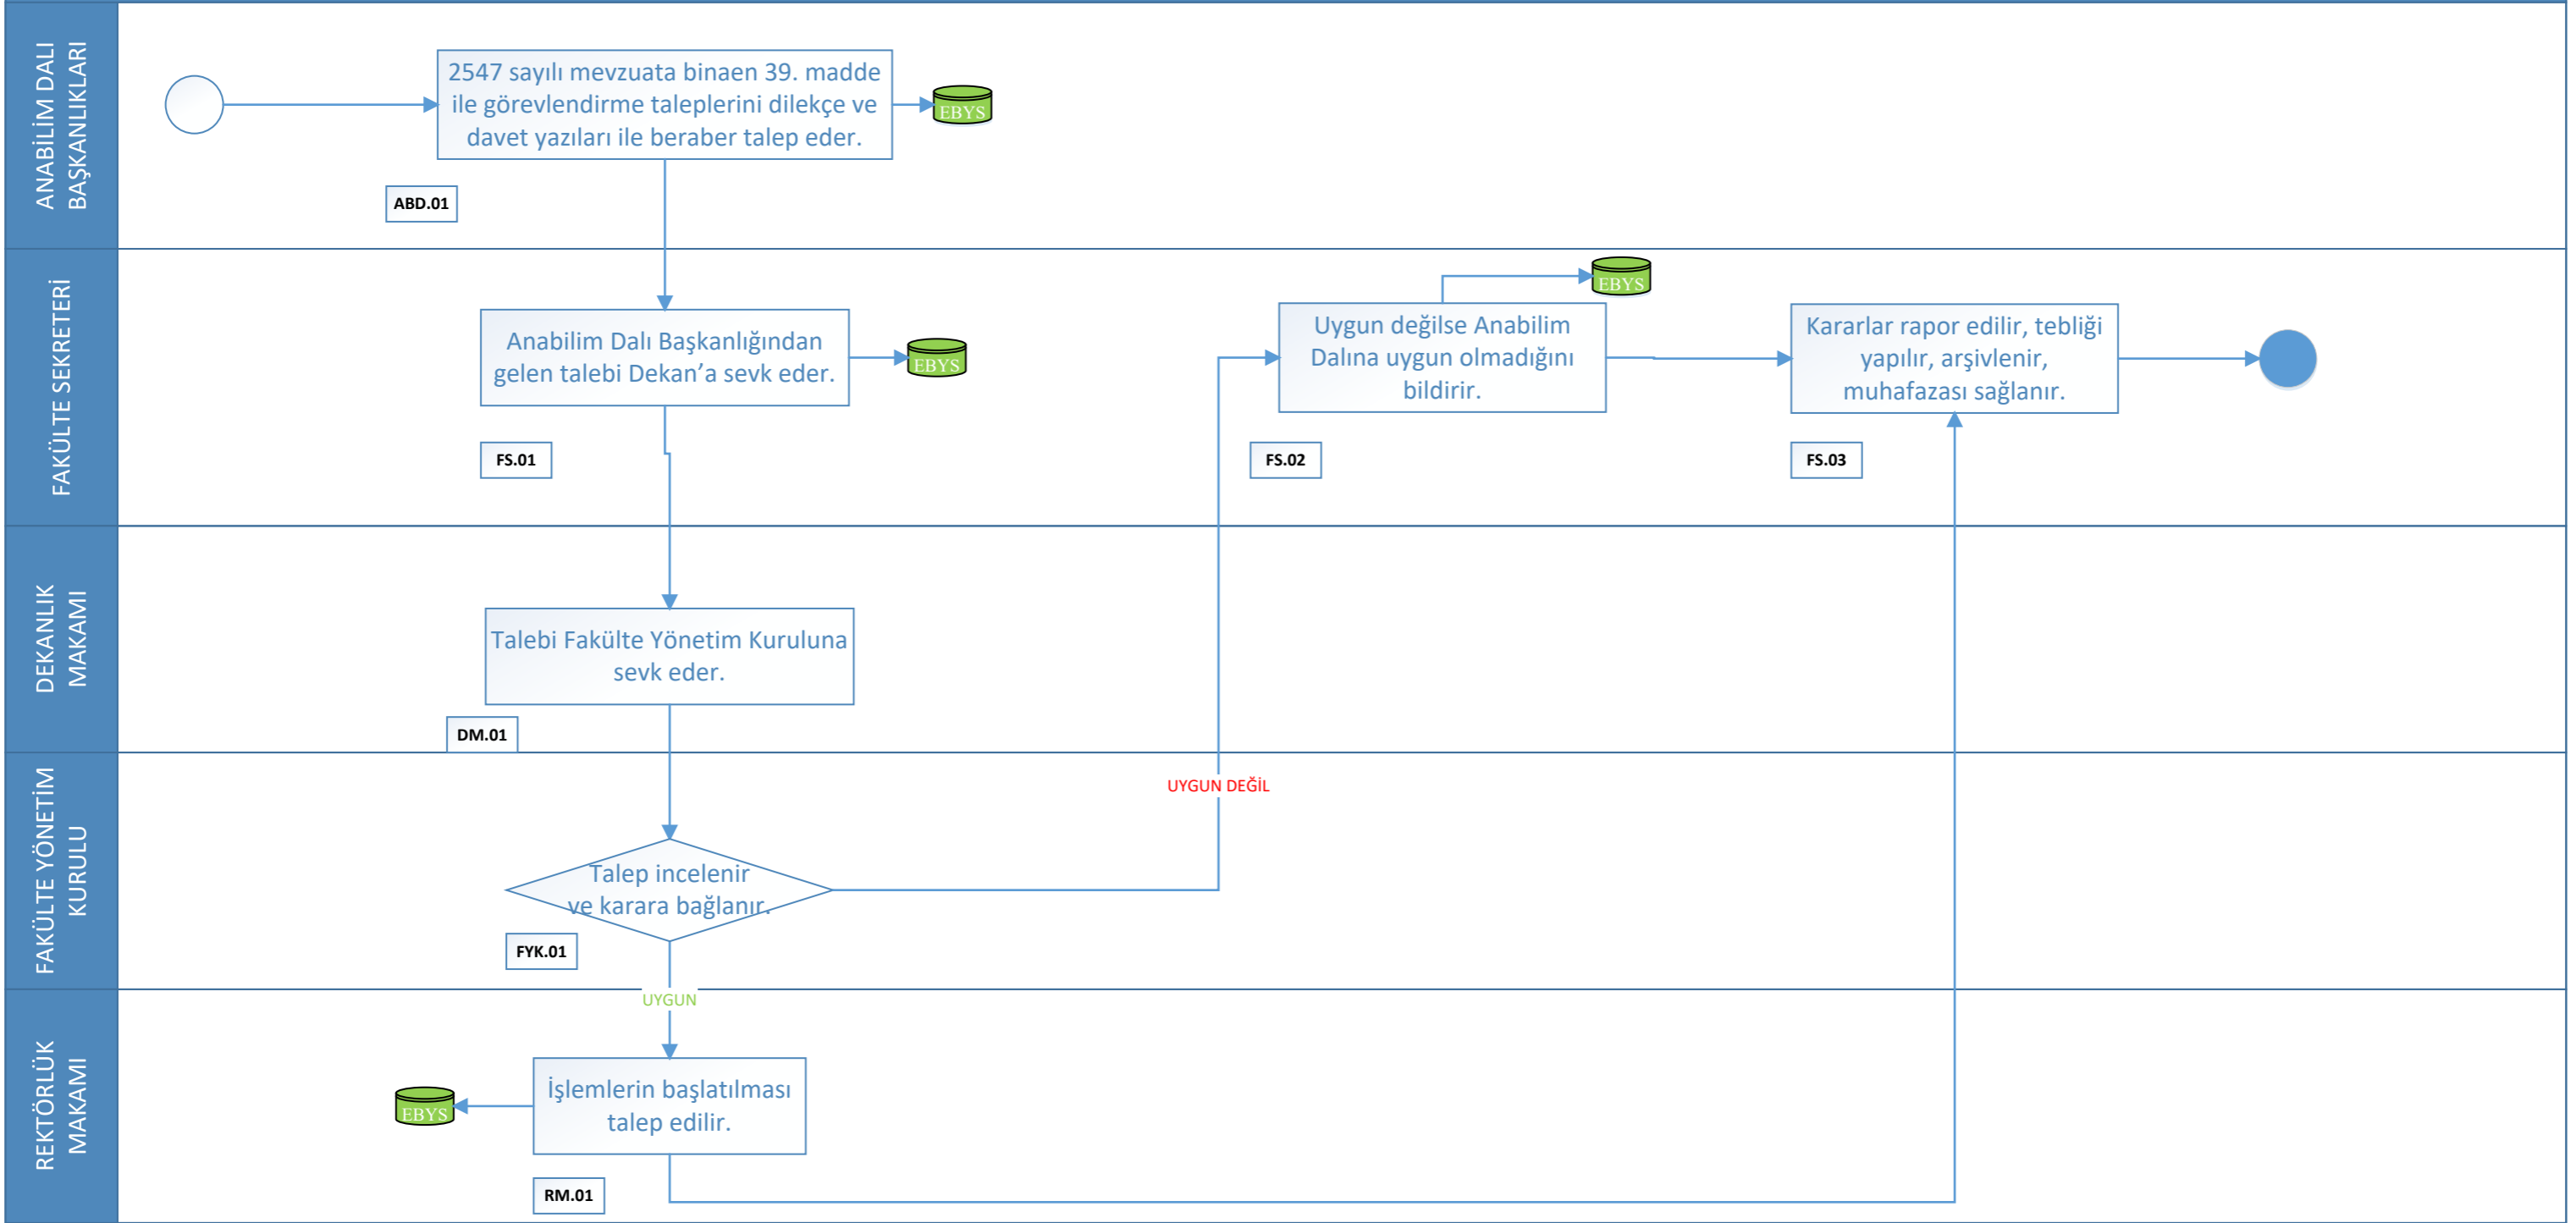 ANABİLİM DALI
BAŞKANLIKLARI
2547 sayılı mevzuata binaen 39. madde
ile görevlendirme taleplerini dilekçe ve
davet yazıları ile beraber talep eder.
EBYS
ABD.01
FAKÜLTE SEKRETERİ
Anabilim Dalı Başkanlığından
gelen talebi Dekan’a sevk eder.
EBYS
FS.01
Uygun değilse Anabilim
Dalına uygun olmadığını
bildirir.
EBYS
FS.02
Kararlar rapor edilir, tebliği
yapılır, arşivlenir,
muhafazası sağlanır.
FS.03
DEKANLIK
MAKAMI
Talebi Fakülte Yönetim Kuruluna
sevk eder.
DM.01
FAKÜLTE YÖNETİM
KURULU
UYGUN DEĞİL
Talep incelenir
ve karara bağlanır.
FYK.01
UYGUN
REKTÖRLÜK
MAKAMI
İşlemlerin başlatılması
talep edilir.
EBYS
RM.01